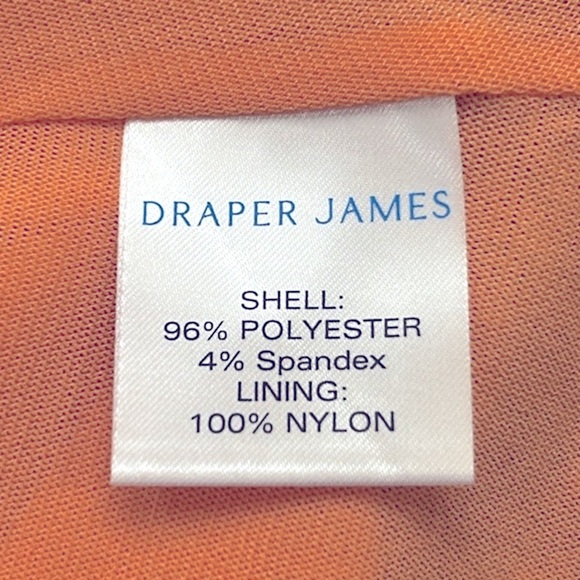 DRAPER JAMES
SHELL:
96% POLYESTER
4% Spandex
LINING:
100% NYLON